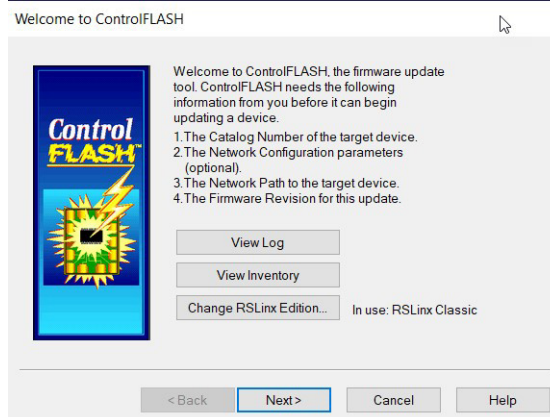 Welcome to ControlFLASH
Control
FLASH™
Welcome to ControlFLASH, the firmware update
tool. ControlFLASH needs the following
information from you before it can begin
updating a device.
1.The Catalog Number of the target device.
2.The Network Configuration parameters
(optional).
3.The Network Path to the target device.
4.The Firmware Revision for this update.
View Log
View Inventory
Change RSLinx Edition... In use: RSLinx Classic
< Back Next > Cancel Help